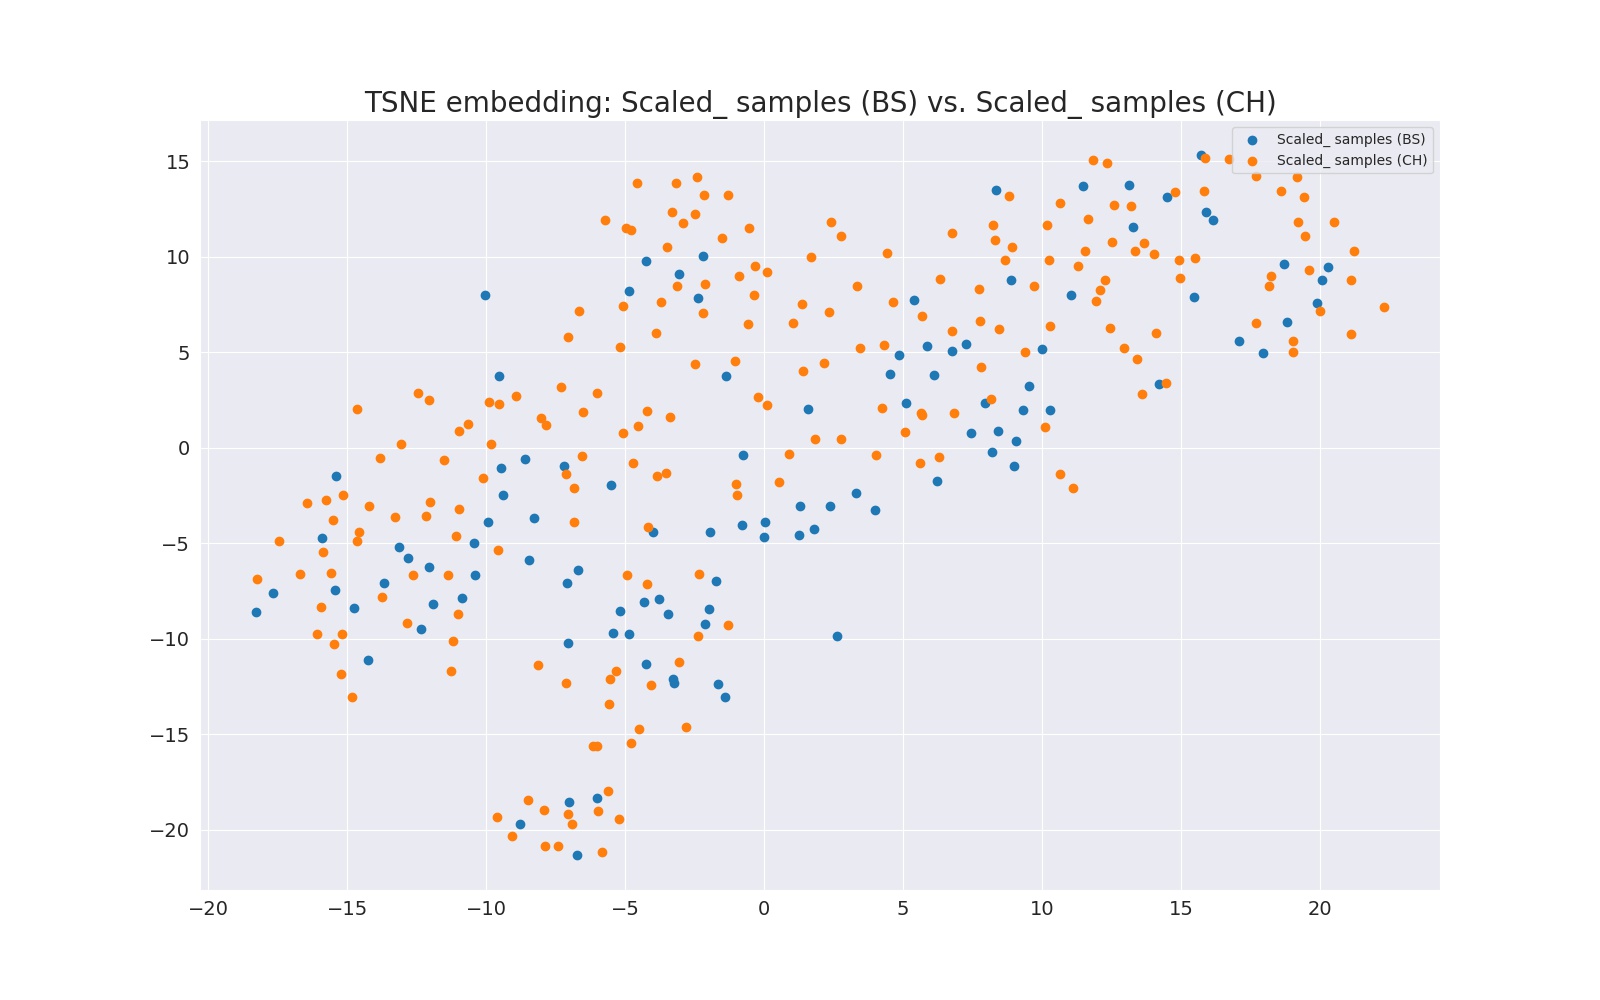 TSNE embedding: Scaled_ samples (BS) vs. Scaled_ samples (CH)
Scaled_ samples (BS)
Scaled_ samples (CH)
15
10
5
0
−5
−10
−15
−20
−20 −15 −10 −5 0 5 10 15 20